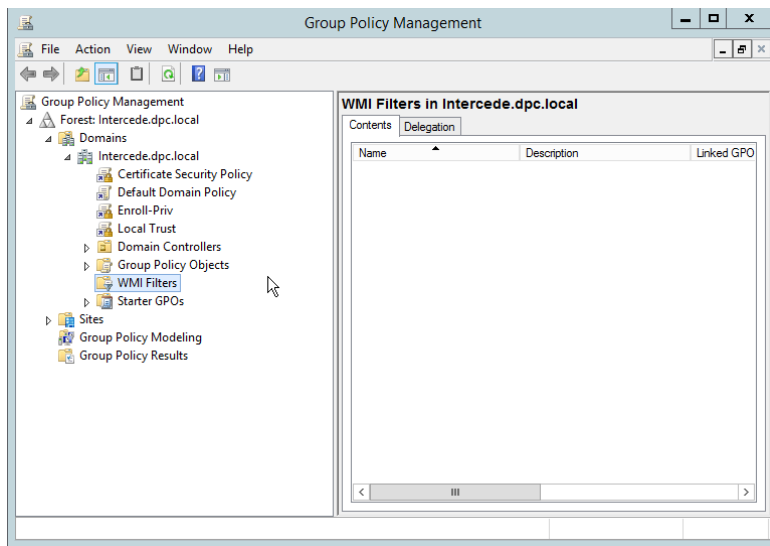 Group Policy Management
File Action View Window Help
Group Policy Management
Forest: Intercede.dpc.local
Domains
Intercede.dpc.local
Certificate Security Policy
Default Domain Policy
Enroll-Priv
Local Trust
Domain Controllers
Group Policy Objects
WMI Filters
Starter GPOs
Sites
Group Policy Modeling
Group Policy Results
WMI Filters in Intercede.dpc.local
Contents Delegation
Name Description Linked GPO